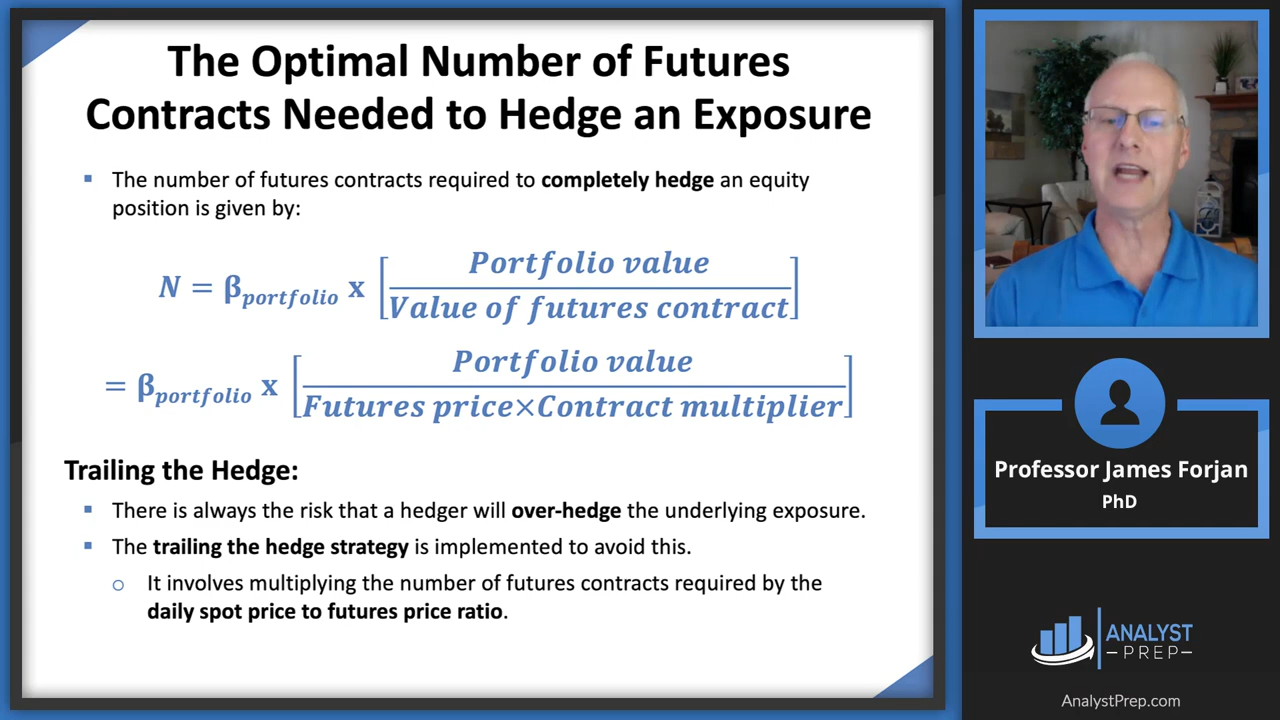 The Optimal Number of Futures
Contracts Needed to Hedge an Exposure
▪ The number of futures contracts required to completely hedge an equity
position is given by:
N = β_portfolio x [Portfolio value / Value of futures contract]
= β_portfolio x [Portfolio value / Futures price×Contract multiplier]
Trailing the Hedge:
▪ There is always the risk that a hedger will over-hedge the underlying exposure.
▪ The trailing the hedge strategy is implemented to avoid this.
o It involves multiplying the number of futures contracts required by the
daily spot price to futures price ratio.
Professor James Forjan
PhD
ANALYST
–PREP–
AnalystPrep.com